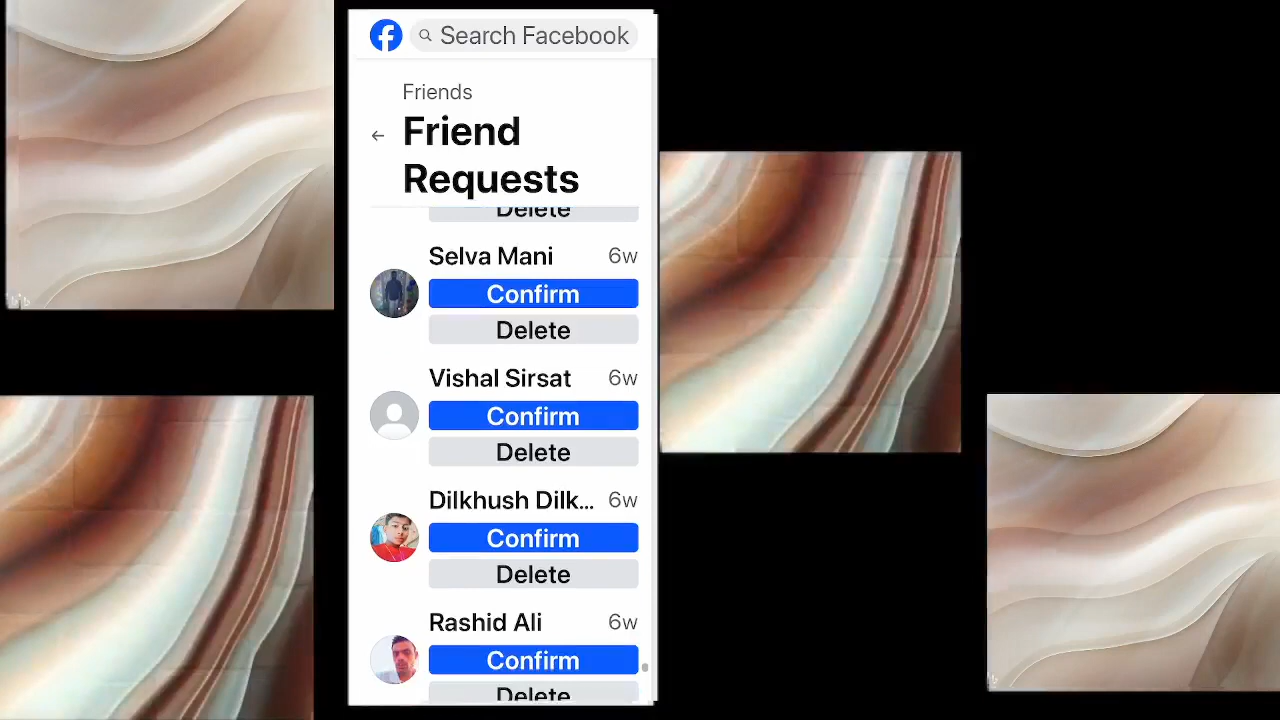 Search Facebook
Friends
Friend
Requests
Delete
Selva Mani 6w
Confirm
Delete
Vishal Sirsat 6w
Confirm
Delete
Dilkhush Dilk... 6w
Confirm
Delete
Rashid Ali 6w
Confirm
Delete